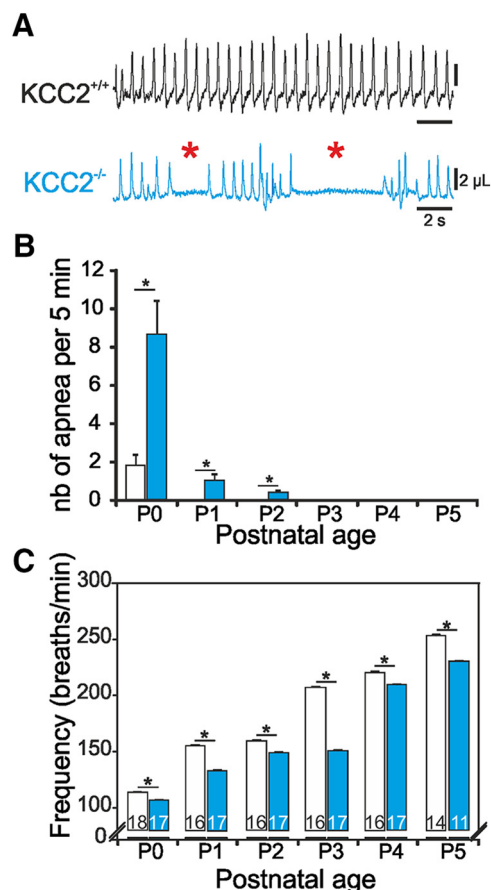 A
KCC2+/+
*
*
KCC2-/-
2 µL
2 s
B
nb of apnea per 5 min
12
10
8
6
4
2
0
*
*
*
P0 P1 P2 P3 P4 P5
Postnatal age
C
Frequency (breaths/min)
300
250
200
150
100
0
*
*
*
*
*
*
18 17 16 17 16 17 16 17 16 17 14 11
P0 P1 P2 P3 P4 P5
Postnatal age